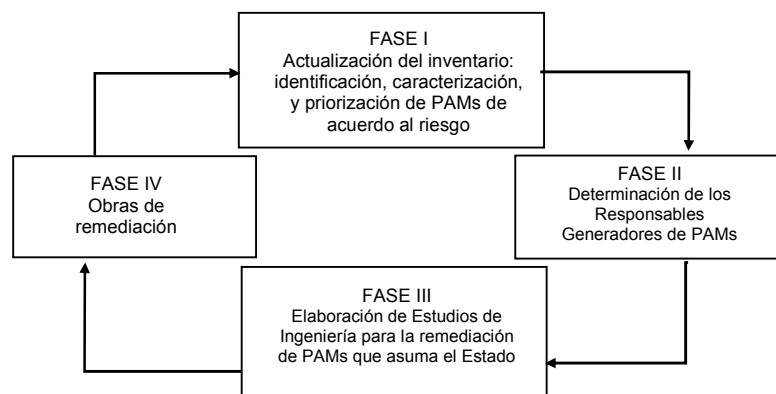 FASE I
Actualización del inventario:
identificación, caracterización,
y priorización de PAMs de
acuerdo al riesgo
FASE II
Determinación de los
Responsables
Generadores de PAMs
FASE III
Elaboración de Estudios de
Ingeniería para la remediación
de PAMs que asuma el Estado
FASE IV
Obras de
remediación